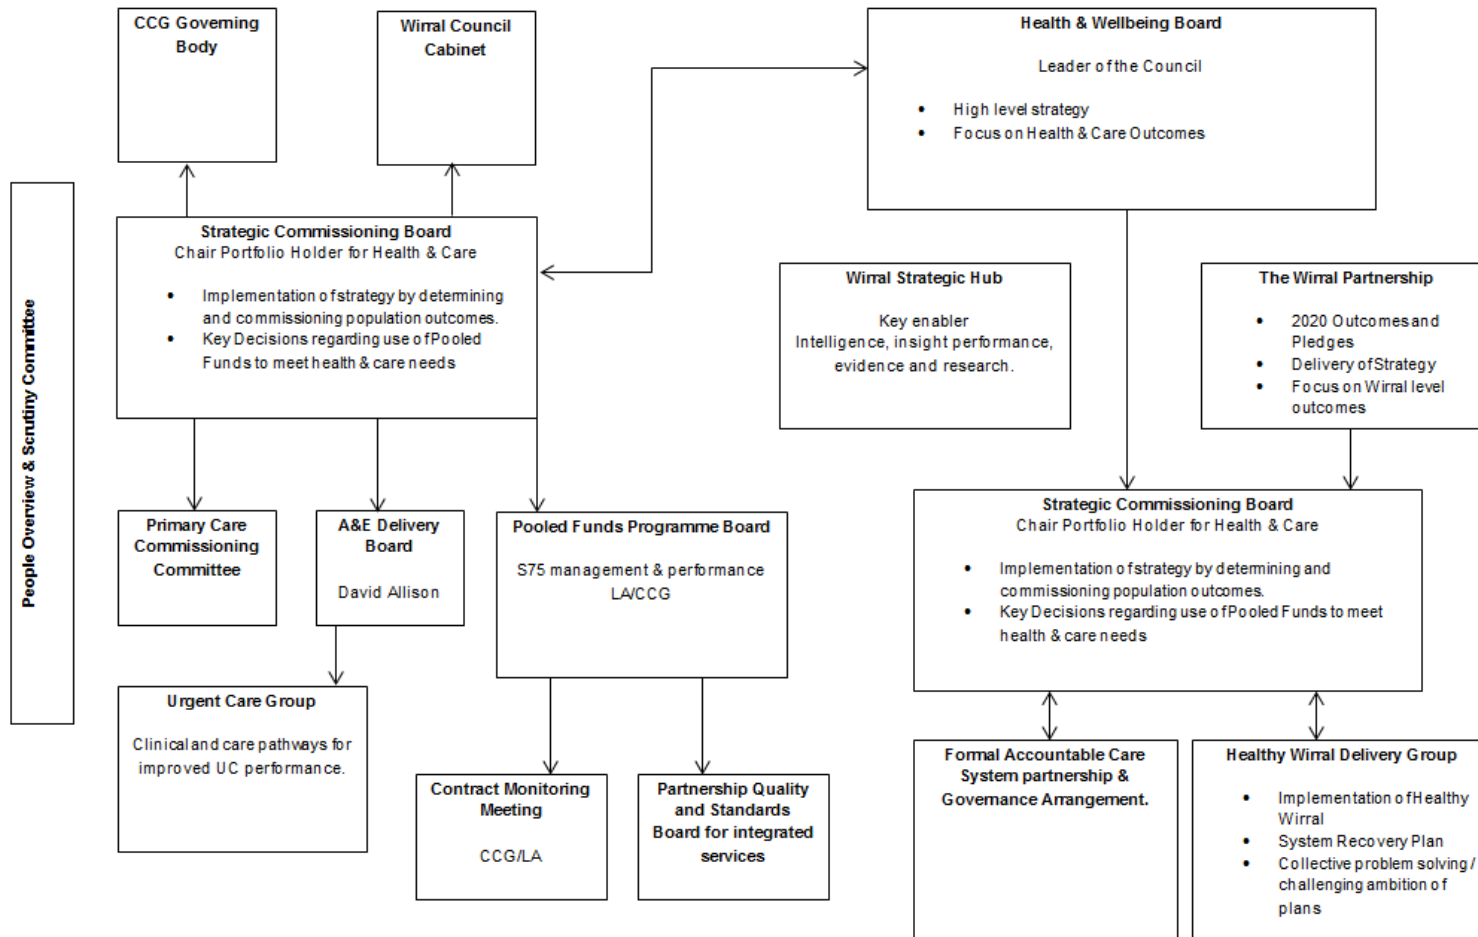 CCG Governing
Body
Wirral Council
Cabinet
Health & Wellbeing Board
Leader of the Council
• High level strategy
• Focus on Health & Care Outcomes
People Overview & Scrutiny Committee
Strategic Commissioning Board
Chair Portfolio Holder for Health & Care
• Implementation of strategy by determining
and commissioning population outcomes.
• Key Decisions regarding use of Pooled
Funds to meet health & care needs
Wirral Strategic Hub
Key enabler
Intelligence, insight performance,
evidence and research.
The Wirral Partnership
• 2020 Outcomes and
Pledges
• Delivery of Strategy
• Focus on Wirral level
outcomes
Primary Care
Commissioning
Committee
A&E Delivery
Board
David Allison
Pooled Funds Programme Board
S75 management & performance
LA/CCG
Strategic Commissioning Board
Chair Portfolio Holder for Health & Care
• Implementation of strategy by determining and
commissioning population outcomes.
• Key Decisions regarding use of Pooled Funds to meet
health & care needs
Urgent Care Group
Clinical and care pathways for
improved UC performance.
Contract Monitoring
Meeting
CCG/LA
Partnership Quality
and Standards
Board for integrated
services
Formal Accountable Care
System partnership &
Governance Arrangement.
Healthy Wirral Delivery Group
• Implementation of Healthy
Wirral
• System Recovery Plan
• Collective problem solving /
challenging ambition of
plans